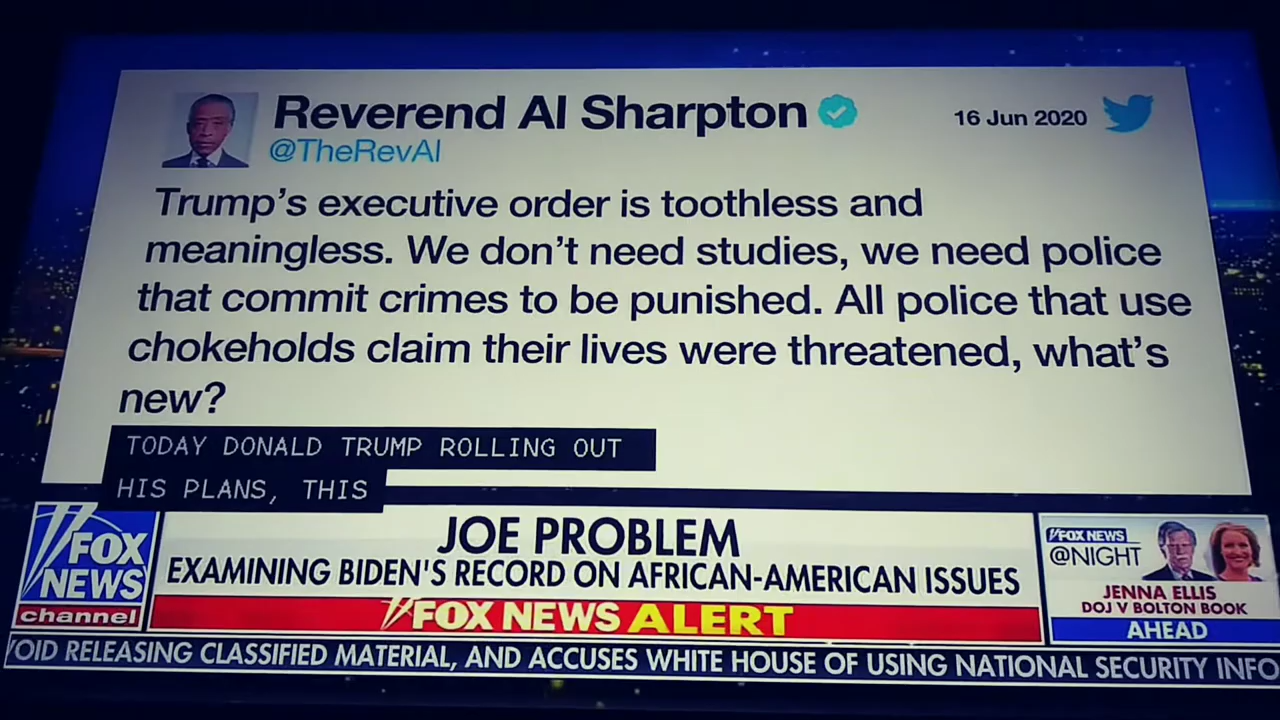 Reverend Al Sharpton
16 Jun 2020
@TheRevAl
Trump's executive order is toothless and
meaningless. We don't need studies, we need police
that commit crimes to be punished. All police that use
chokeholds claim their lives were threatened, what's
new?
TODAY DONALD TRUMP ROLLING OUT
HIS PLANS, THIS
FOX
NEWS
channel
JOE PROBLEM
EXAMINING BIDEN'S RECORD ON AFRICAN-AMERICAN ISSUES
FOX NEWS ALERT
FOX NEWS
@NIGHT
JENNA ELLIS
DOJ V BOLTON BOOK
AHEAD
OID RELEASING CLASSIFIED MATERIAL, AND ACCUSES WHITE HOUSE OF USING NATIONAL SECURITY INFO